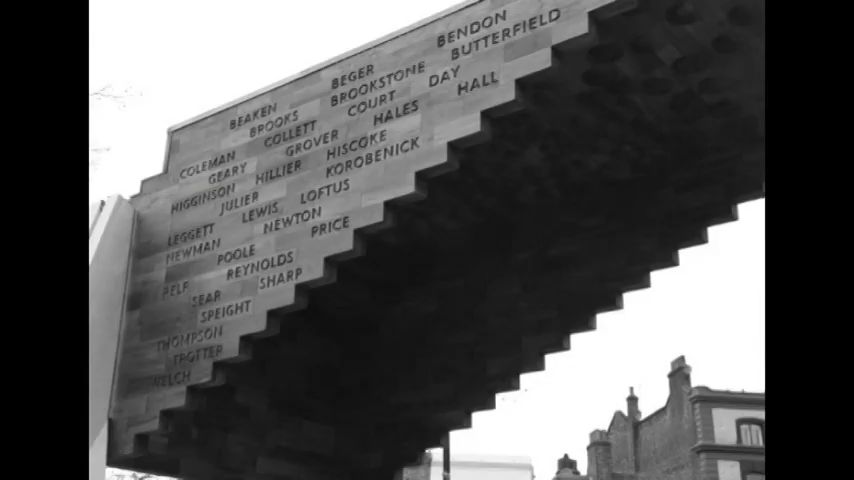 BENDON
BEGER BUTTERFIELD
BEAKEN BROOKSTONE DAY
BROOKS COURT HALL
COLLETT HALES
COLEMAN GROVER
GEARY HISCOKE
HIGGINSON HILLIER KOROBENICK
JULIER LOFTUS
LEGGETT LEWIS
NEWMAN NEWTON
POOLE PRICE
PELF REYNOLDS
SEAR SHARP
SPEIGHT
THOMPSON
TROTTER
WELCH